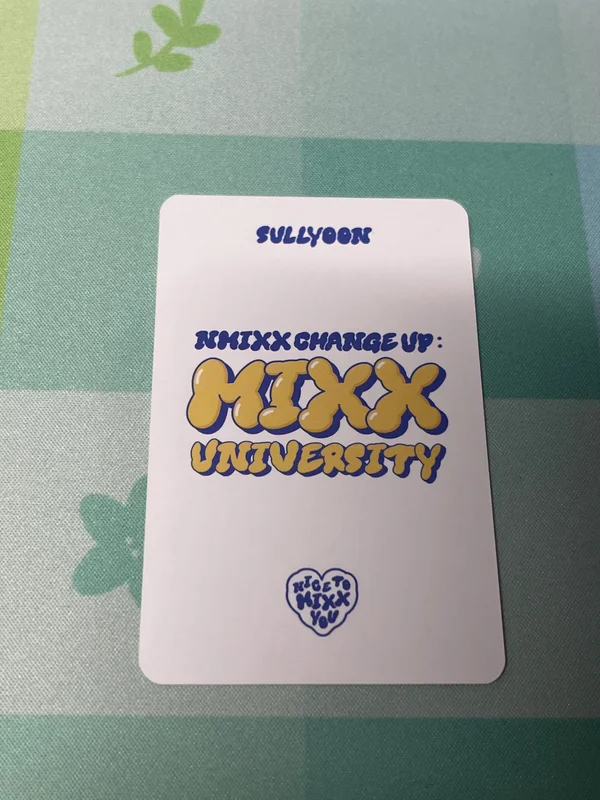 SULLYOON
NMIXX CHANGE UP:
MIXX
UNIVERSITY
NICE TO
MIXX
YOU